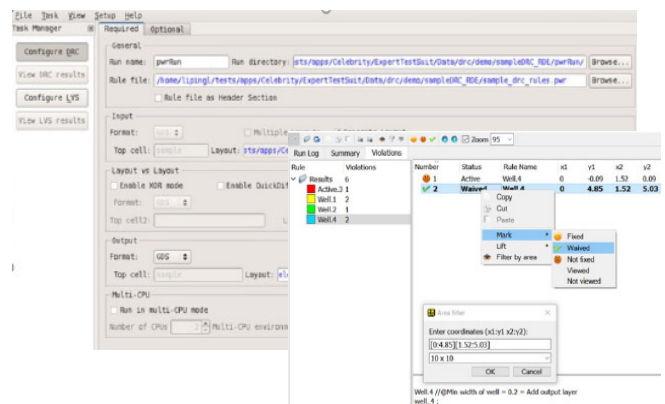 File Task View Setup Help
Task Manager
Required Optional
Configure DRC
View DRC results
Configure LVS
View LVS results
General
Run name: pwrRun Run directory: sts/apps/Celebrity/ExpertTestSuit/Data/drc/demo/sampleDRC_RDE/pwrRun/ Browse...
Rule file: /home/lipingl/tests/apps/Celebrity/ExpertTestSuit/Data/drc/demo/sampleDRC_RDE/sample_drc_rules.pwr Browse...
Rule file as Header Section
Input
Format: GDS Multiple
Top cell: sample Layout: sts/apps/Ce
Layout vs Layout
Enable XOR mode Enable QuickDif
Format: GDS
Top cell2:
Output
Format: GDS
Top cell: sample Layout:
Multi-CPU
Run in multi-CPU mode
Number of CPUs 2 Multi-CPU environm
Zoom 95
Run Log Summary Violations
Rule Violations
Results 6
Active.3 1
Well.1 2
Well.2 1
Well.4 2
Number Status Rule Name x1 y1 x2 y2
1 Active Well.4 0 -0.09 1.52 0.09
2 Waived Well.4 0 4.85 1.52 5.03
Copy
Cut
Paste
Mark
Lift
Filter by area
Fixed
Waived
Not fixed
Viewed
Not viewed
Area filter
Enter coordinates (x1:y1 x2:y2):
[0:4.85][1.52:5.03]
10 x 10
OK Cancel
Well.4 //@Min width of well = 0.2 = Add output layer
well_4 ;